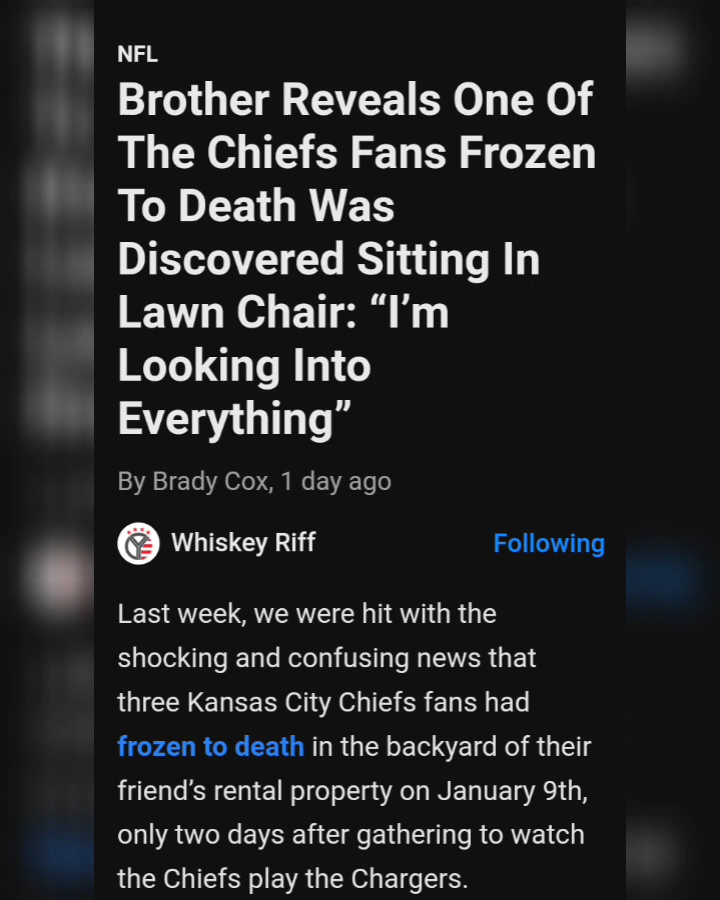 NFL
Brother Reveals One Of
The Chiefs Fans Frozen
To Death Was
Discovered Sitting In
Lawn Chair: “I’m
Looking Into
Everything”
By Brady Cox, 1 day ago
Whiskey Riff
Following
Last week, we were hit with the
shocking and confusing news that
three Kansas City Chiefs fans had
frozen to death in the backyard of their
friend’s rental property on January 9th,
only two days after gathering to watch
the Chiefs play the Chargers.